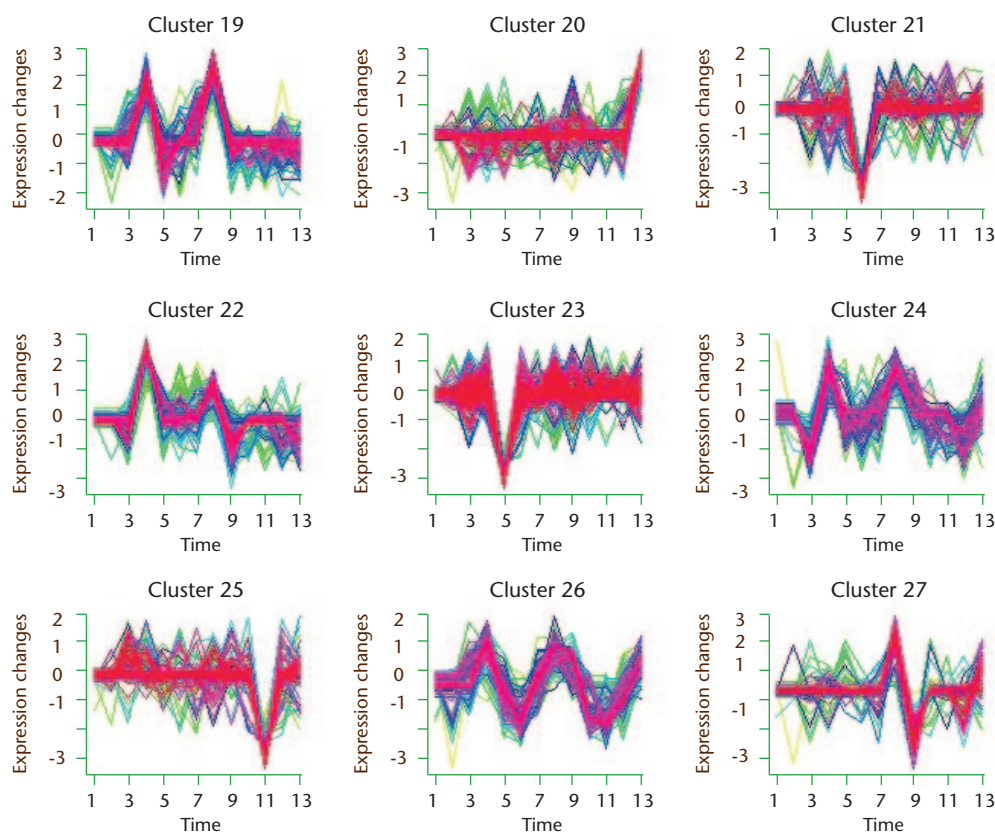 Cluster 19
Cluster 20
Cluster 21
Expression changes
3
2
1
0
-1
-2
1 3 5 7 9 11 13
Time
Expression changes
3
2
1
0
-1
-3
1 3 5 7 9 11 13
Time
Expression changes
2
1
0
-1
-3
1 3 5 7 9 11 13
Time
Cluster 22
Cluster 23
Cluster 24
Expression changes
3
2
1
0
-1
-3
1 3 5 7 9 11 13
Time
Expression changes
2
1
0
-1
-3
1 3 5 7 9 11 13
Time
Expression changes
3
2
1
0
-1
-3
1 3 5 7 9 11 13
Time
Cluster 25
Cluster 26
Cluster 27
Expression changes
2
1
0
-1
-3
1 3 5 7 9 11 13
Time
Expression changes
2
1
0
-1
-3
1 3 5 7 9 11 13
Time
Expression changes
3
2
1
-1
-3
1 3 5 7 9 11 13
Time